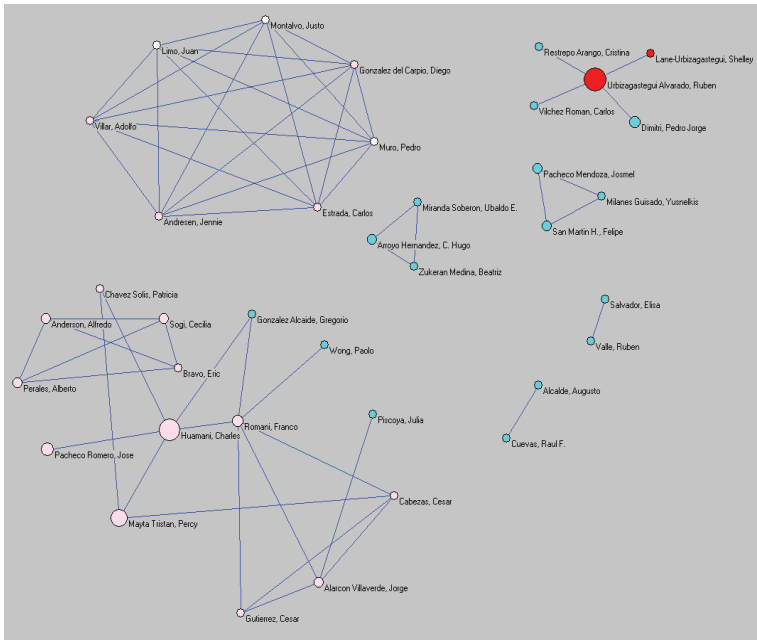 Montalvo, Justo
Limo, Juan
Gonzalez del Carpio, Diego
Villar, Adolfo
Muro, Pedro
Estrada, Carlos
Andresen, Jennie
Restrepo Arango, Cristina
Lane-Urbizagastegui, Shelley
Urbizagastegui Alvarado, Ruben
Vilchez Roman, Carlos
Dimitri, Pedro Jorge
Pacheco Mendoza, Josmel
Milanes Guisado, Yusnelkis
San Martin H., Felipe
Miranda Soberon, Ubaldo E.
Arroyo Hernandez, C. Hugo
Zukeran Medina, Beatriz
Chavez Solis, Patricia
Anderson, Alfredo
Sogi, Cecilia
Gonzalez Alcaide, Gregorio
Salvador, Elisa
Wong, Paolo
Valle, Ruben
Bravo, Eric
Perales, Alberto
Alcalde, Augusto
Piscoya, Julia
Romani, Franco
Huamani, Charles
Cuevas, Raul F.
Pacheco Romero, Jose
Cabezas, Cesar
Mayta Tristan, Percy
Alarcon Villaverde, Jorge
Gutierrez, Cesar